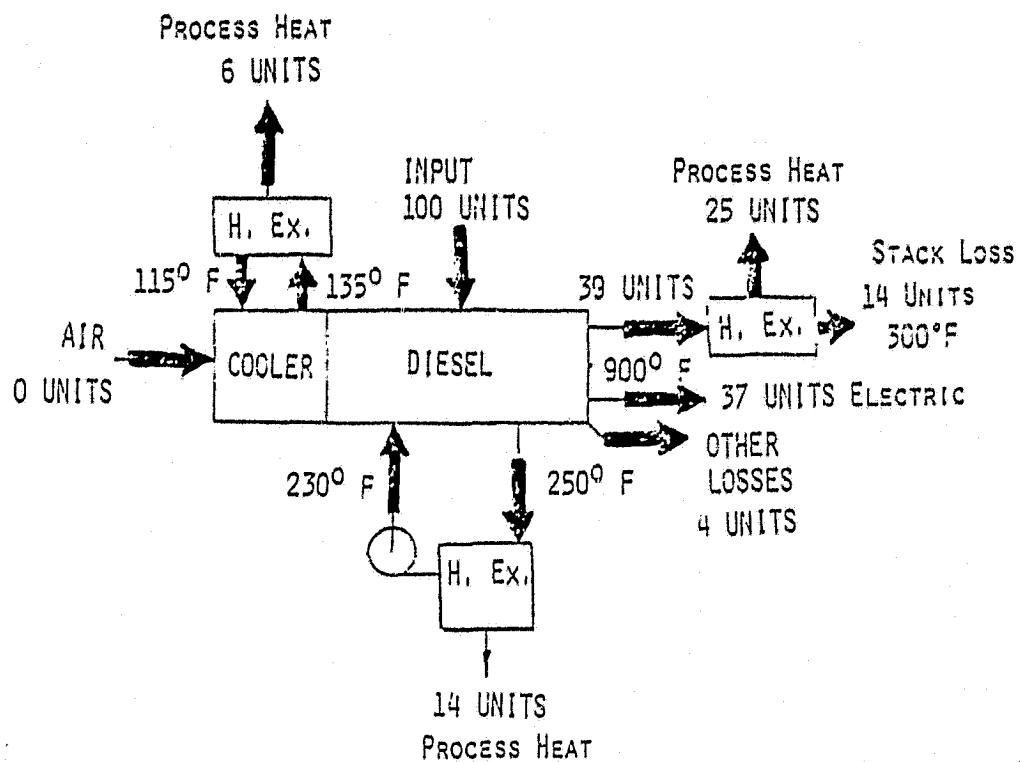 PROCESS HEAT
6 UNITS
INPUT
100 UNITS
PROCESS HEAT
25 UNITS
H. EX.
STACK LOSS
14 UNITS
300°F
115° F
135° F
39 UNITS
H. EX.
AIR
0 UNITS
COOLER
DIESEL
900° F
37 UNITS ELECTRIC
OTHER
LOSSES
4 UNITS
230° F
250° F
H. EX.
14 UNITS
PROCESS HEAT